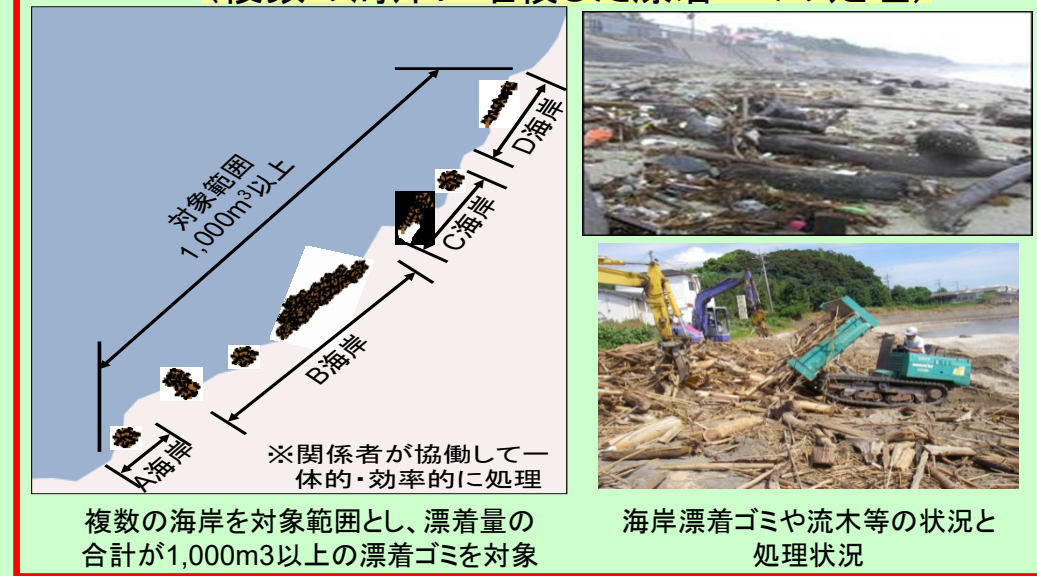 対象範囲
1,000m³以上
D海岸
C海岸
B海岸
A海岸
※関係者が協働して一
体的・効率的に処理
複数の海岸を対象範囲とし、漂着量の
合計が1,000m3以上の漂着ゴミを対象
海岸漂着ゴミや流木等の状況と
処理状況